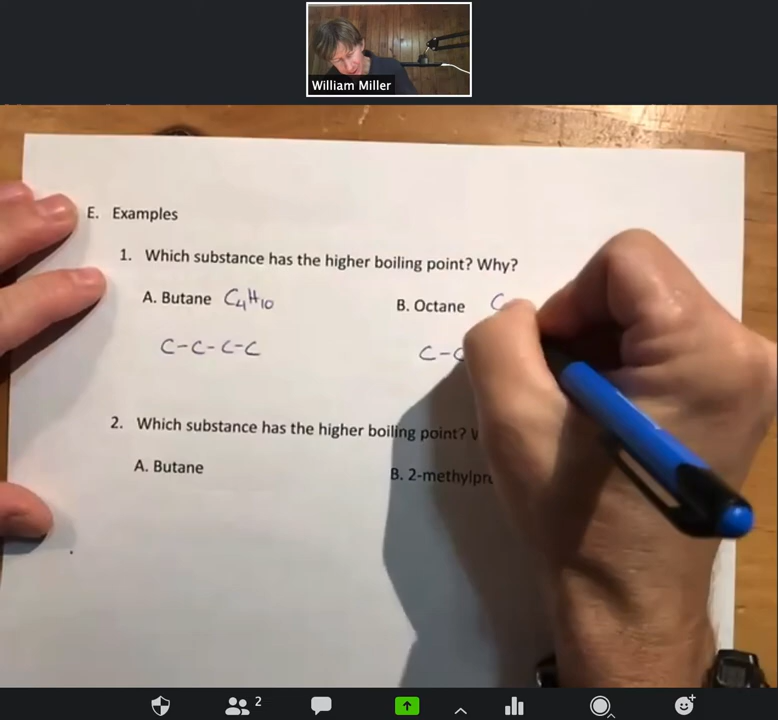 William Miller
E. Examples
1. Which substance has the higher boiling point? Why?
A. Butane C₄H₁₀ B. Octane C
C-C-C-C C-C
2. Which substance has the higher boiling point?
A. Butane B. 2-methylpr
2